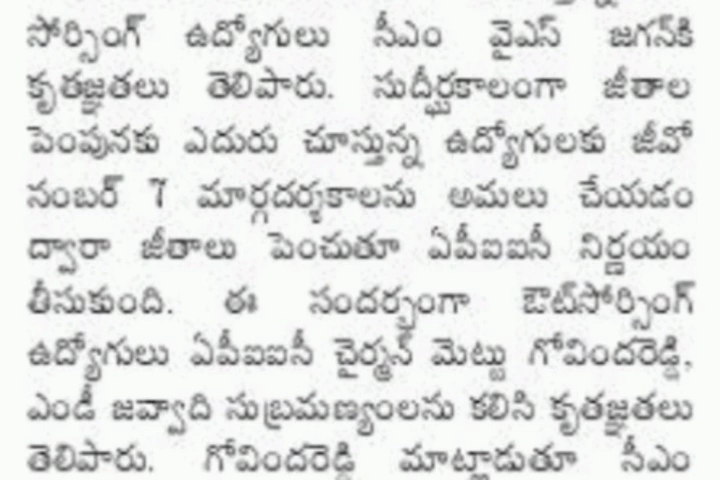 సోర్సింగ్ ఉద్యోగులు సీఎం వైఎస్ జగన్‌కి
కృతజ్ఞతలు తెలిపారు. సుదీర్ఘకాలంగా జీతాల
పెంపునకు ఎదురు చూస్తున్న ఉద్యోగులకు జీవో
నంబర్ 7 మార్గదర్శకాలను అమలు చేయడం
ద్వారా జీతాలు పెంచుతూ ఏపీఐఐసీ నిర్ణయం
తీసుకుంది. ఈ సందర్భంగా ఔట్‌సోర్సింగ్
ఉద్యోగులు ఏపీఐఐసీ చైర్మన్ మెట్టు గోవిందరెడ్డి,
ఎండీ జవ్వాది సుబ్రమణ్యంలను కలిసి కృతజ్ఞతలు
తెలిపారు. గోవిందరెడ్డి మాట్లాడుతూ సీఎం